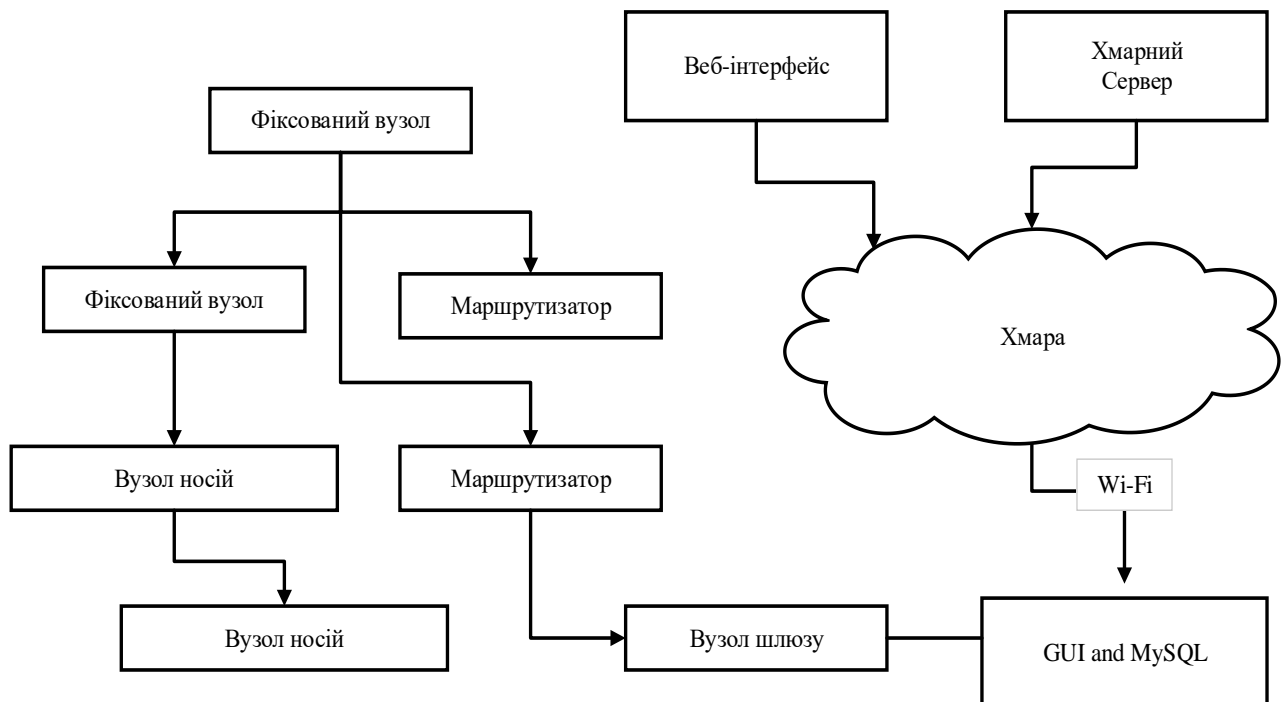 Веб-інтерфейс
Хмарний
Сервер
Фіксований вузол
Фіксований вузол
Маршрутизатор
Хмара
Вузол носій
Маршрутизатор
Wi-Fi
Вузол носій
Вузол шлюзу
GUI and MySQL